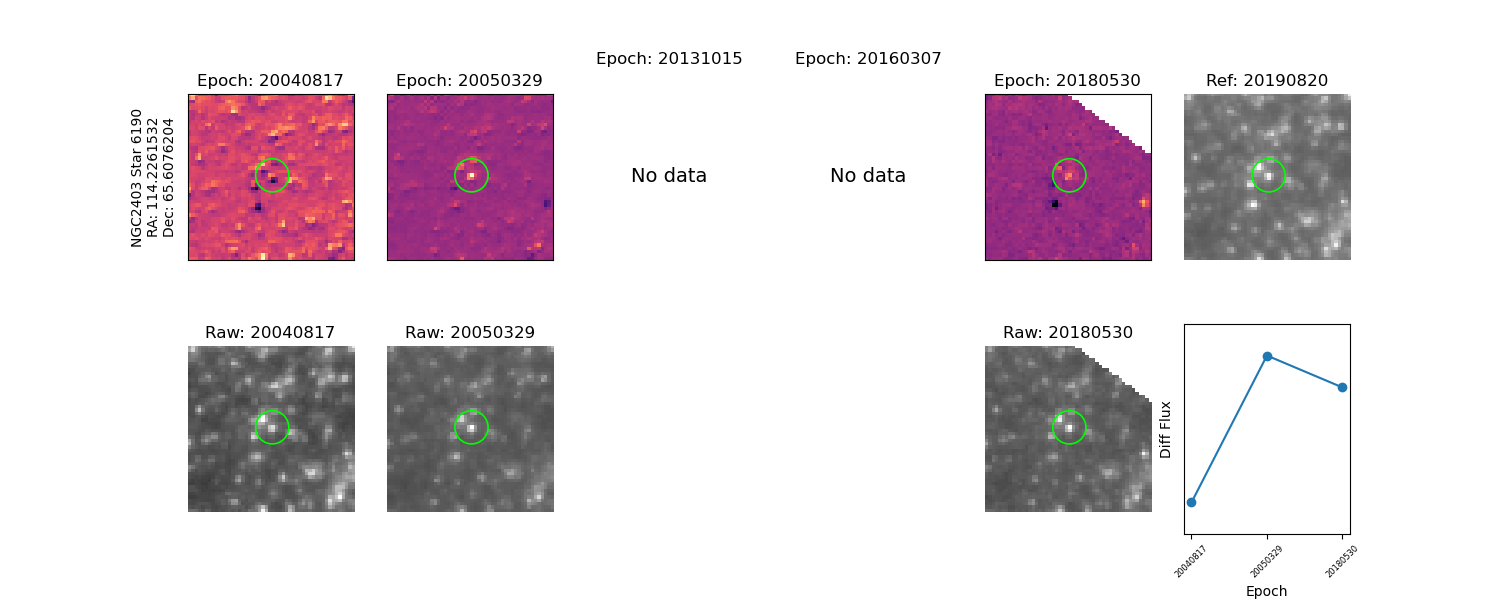 Epoch: 20131015
Epoch: 20160307
Epoch: 20040817
Epoch: 20050329
Epoch: 20180530
Ref: 20190820
NGC2403 Star 6190
RA: 114.2261532
Dec: 65.6076204
No data
No data
Raw: 20040817
Raw: 20050329
Raw: 20180530
Diff Flux
20040817
20050329
20180530
Epoch